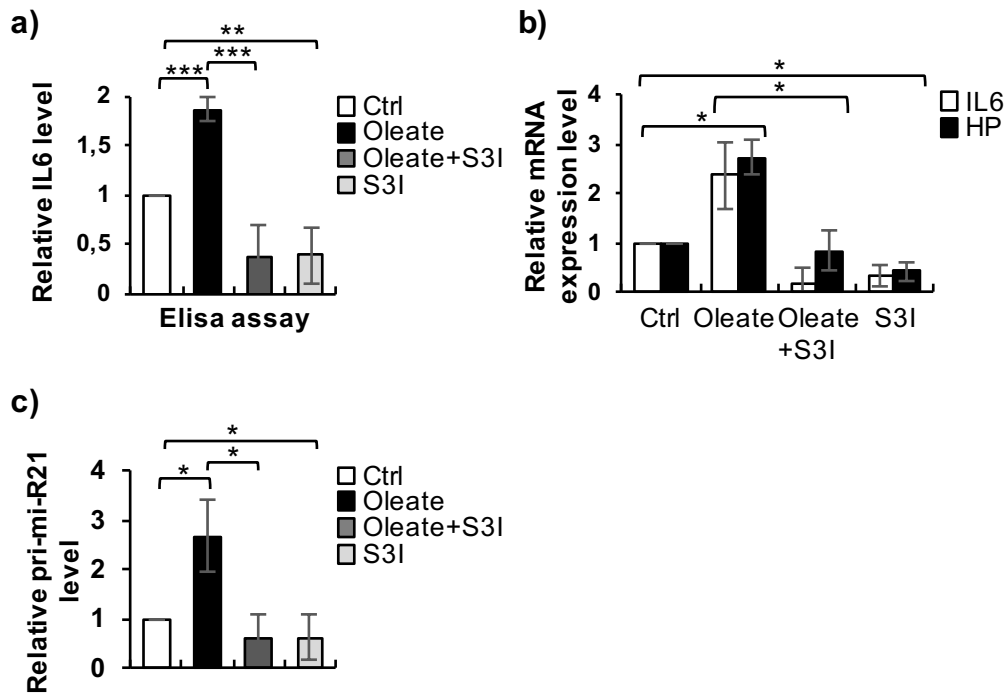 a)
**
***
***
Relative IL6 level
2
1,5
1
0,5
0
Ctrl
Oleate
Oleate+S3I
S3I
Elisa assay
b)
*
*
*
Relative mRNA
expression level
4
3
2
1
0
IL6
HP
Ctrl
Oleate
Oleate
+S3I
S3I
c)
*
*
*
Relative pri-mi-R21
level
4
3
2
1
0
Ctrl
Oleate
Oleate+S3I
S3I